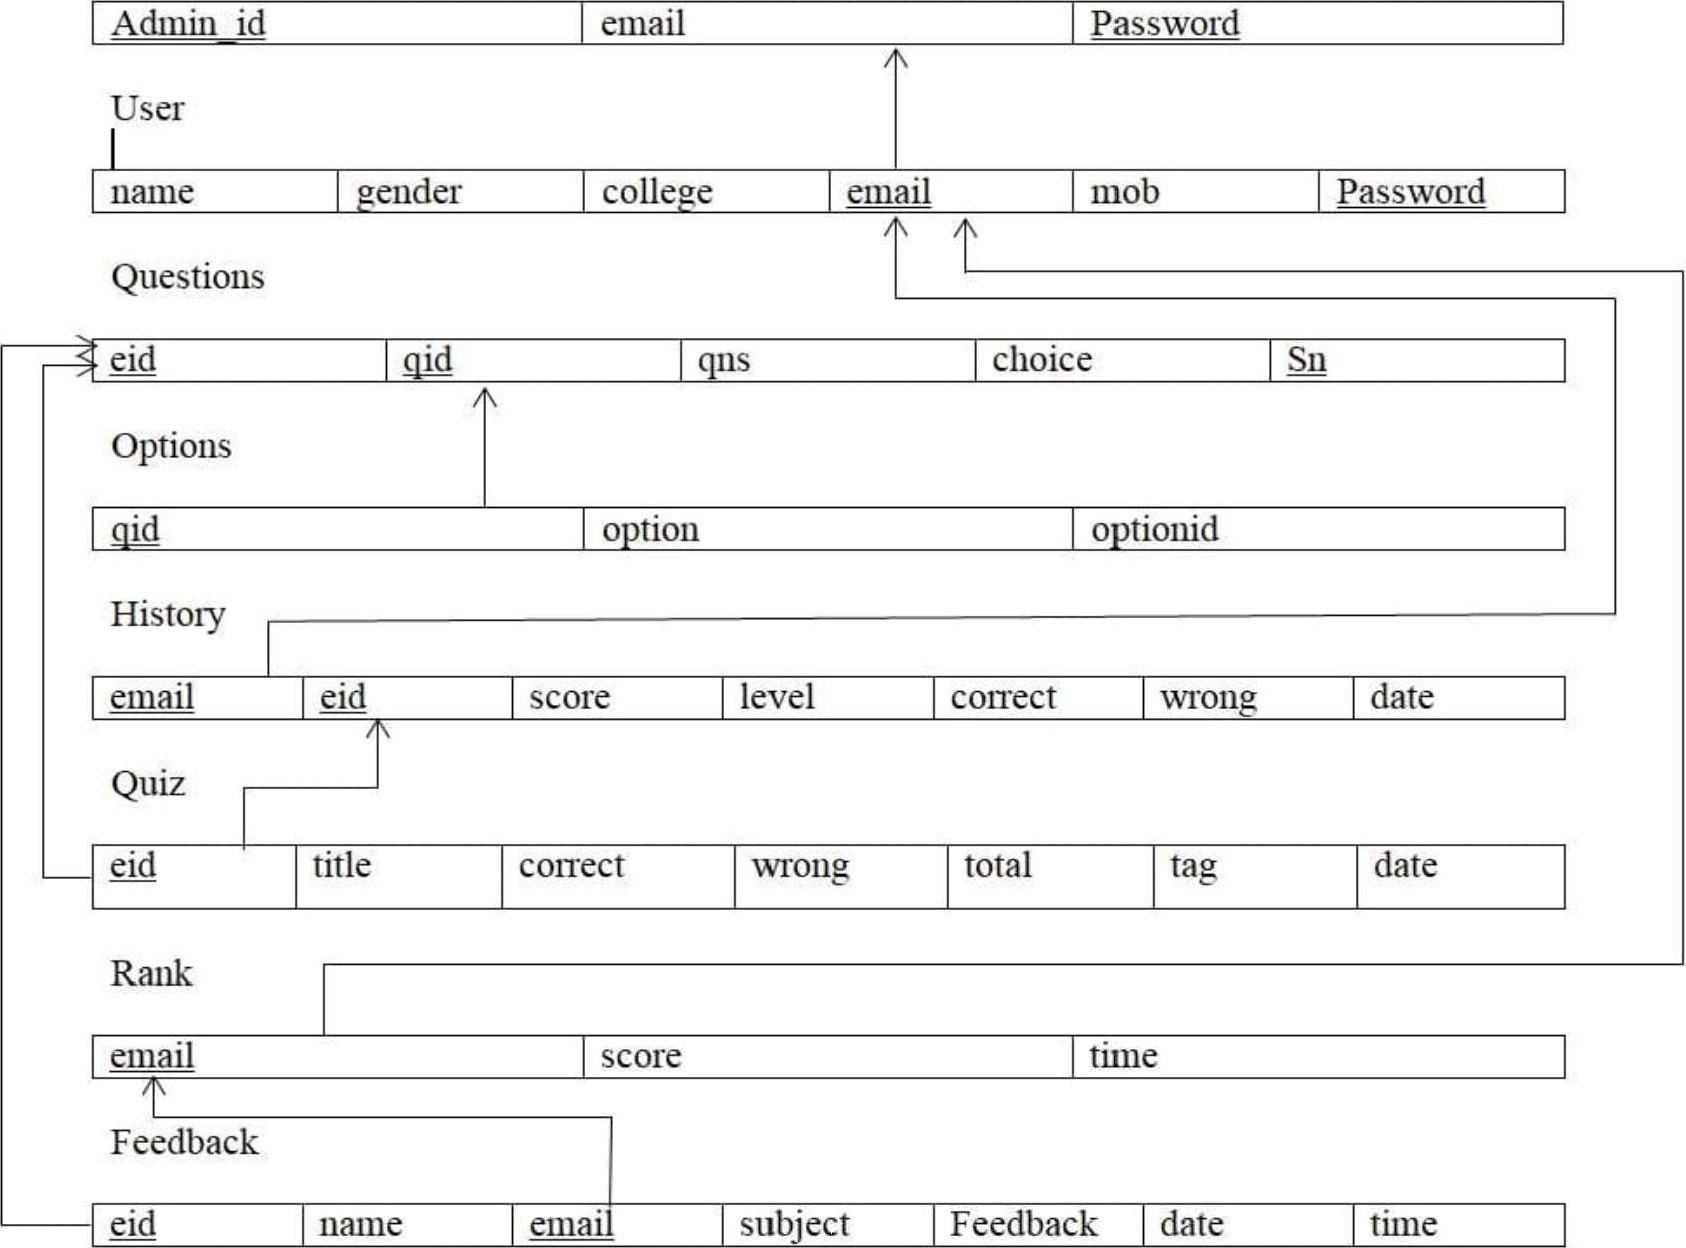 Admin_id email Password
User
name gender college email mob Password
Questions
eid qid qns choice Sn
Options
qid option optionid
History
email eid score level correct wrong date
Quiz
eid title correct wrong total tag date
Rank
email score time
Feedback
eid name email subject Feedback date time